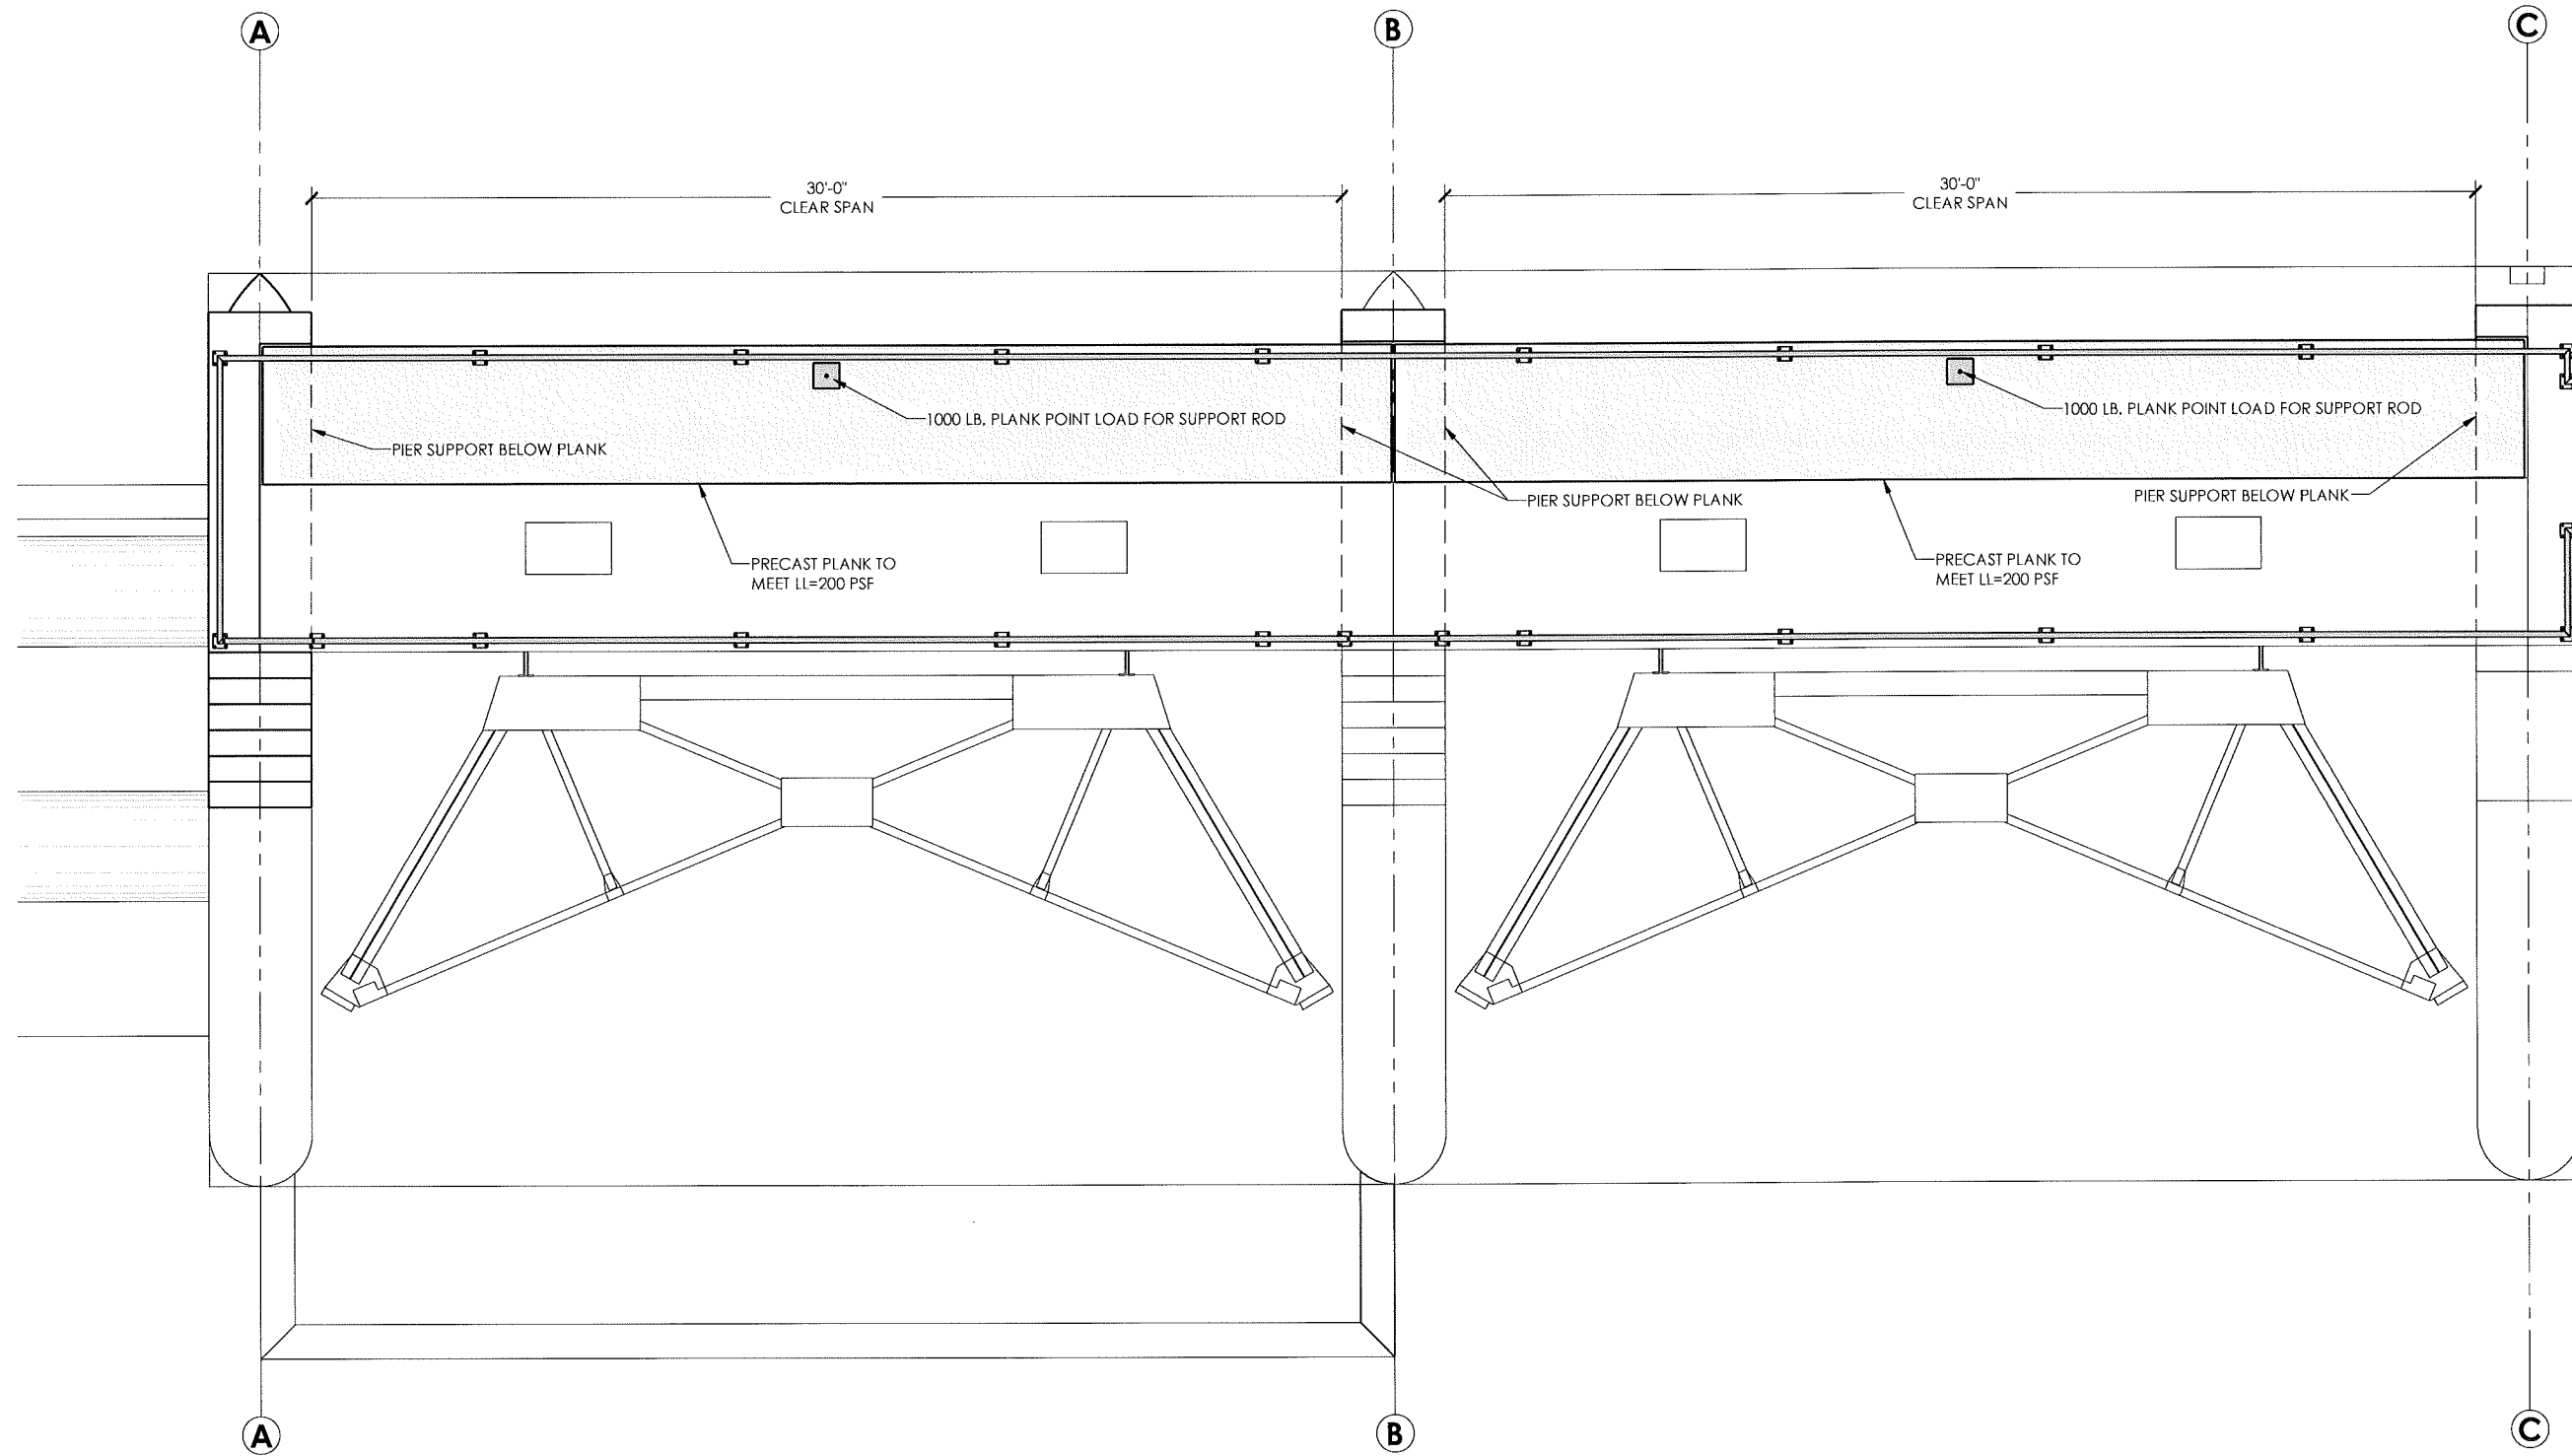 A
B
C
30'-0"
CLEAR SPAN
30'-0"
CLEAR SPAN
1000 LB. PLANK POINT LOAD FOR SUPPORT ROD
1000 LB. PLANK POINT LOAD FOR SUPPORT ROD
PIER SUPPORT BELOW PLANK
PIER SUPPORT BELOW PLANK
PIER SUPPORT BELOW PLANK
PRECAST PLANK TO
MEET LL=200 PSF
PRECAST PLANK TO
MEET LL=200 PSF
A
B
C